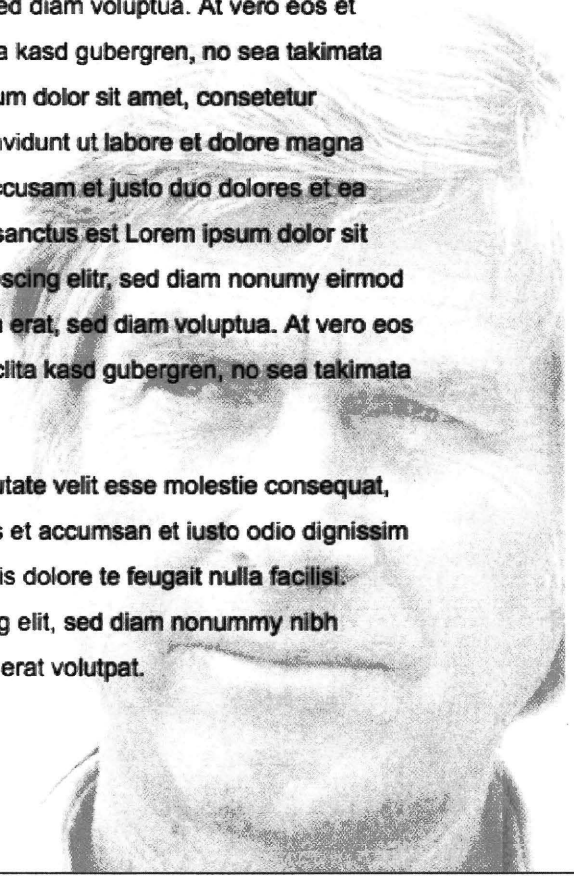 ed diam voluptua. At vero eos et
a kasd gubergren, no sea takimata
um dolor sit amet, consetetur
nvidunt ut labore et dolore magna
ccusam et justo duo dolores et ea
sanctus est Lorem ipsum dolor sit
scing elitr, sed diam nonumy eirmod
erat, sed diam voluptua. At vero eos
clita kasd gubergren, no sea takimata
utate velit esse molestie consequat,
s et accumsan et iusto odio dignissim
is dolore te feugait nulla facilisi.
g elit, sed diam nonummy nibh
erat volutpat.